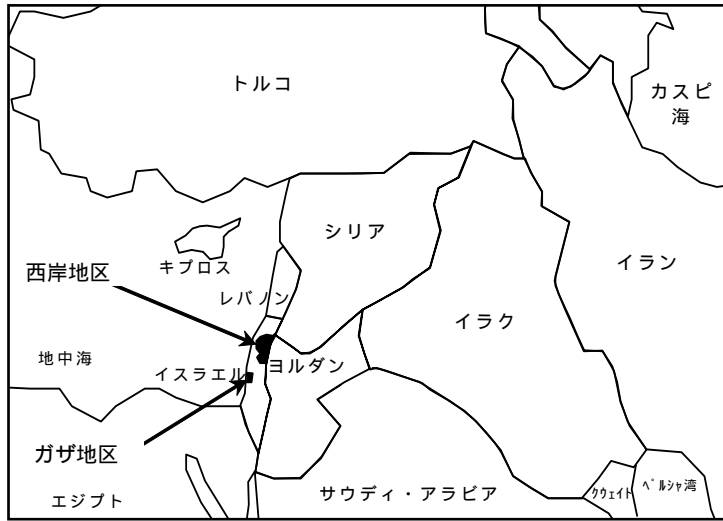 トルコ
カスピ
海
シリア
イラン
キプロス
西岸地区
レバノン
イラク
地中海
イスラエル
ヨルダン
ガザ地区
エジプト
サウディ・アラビア
クウェイト
ペルシャ湾